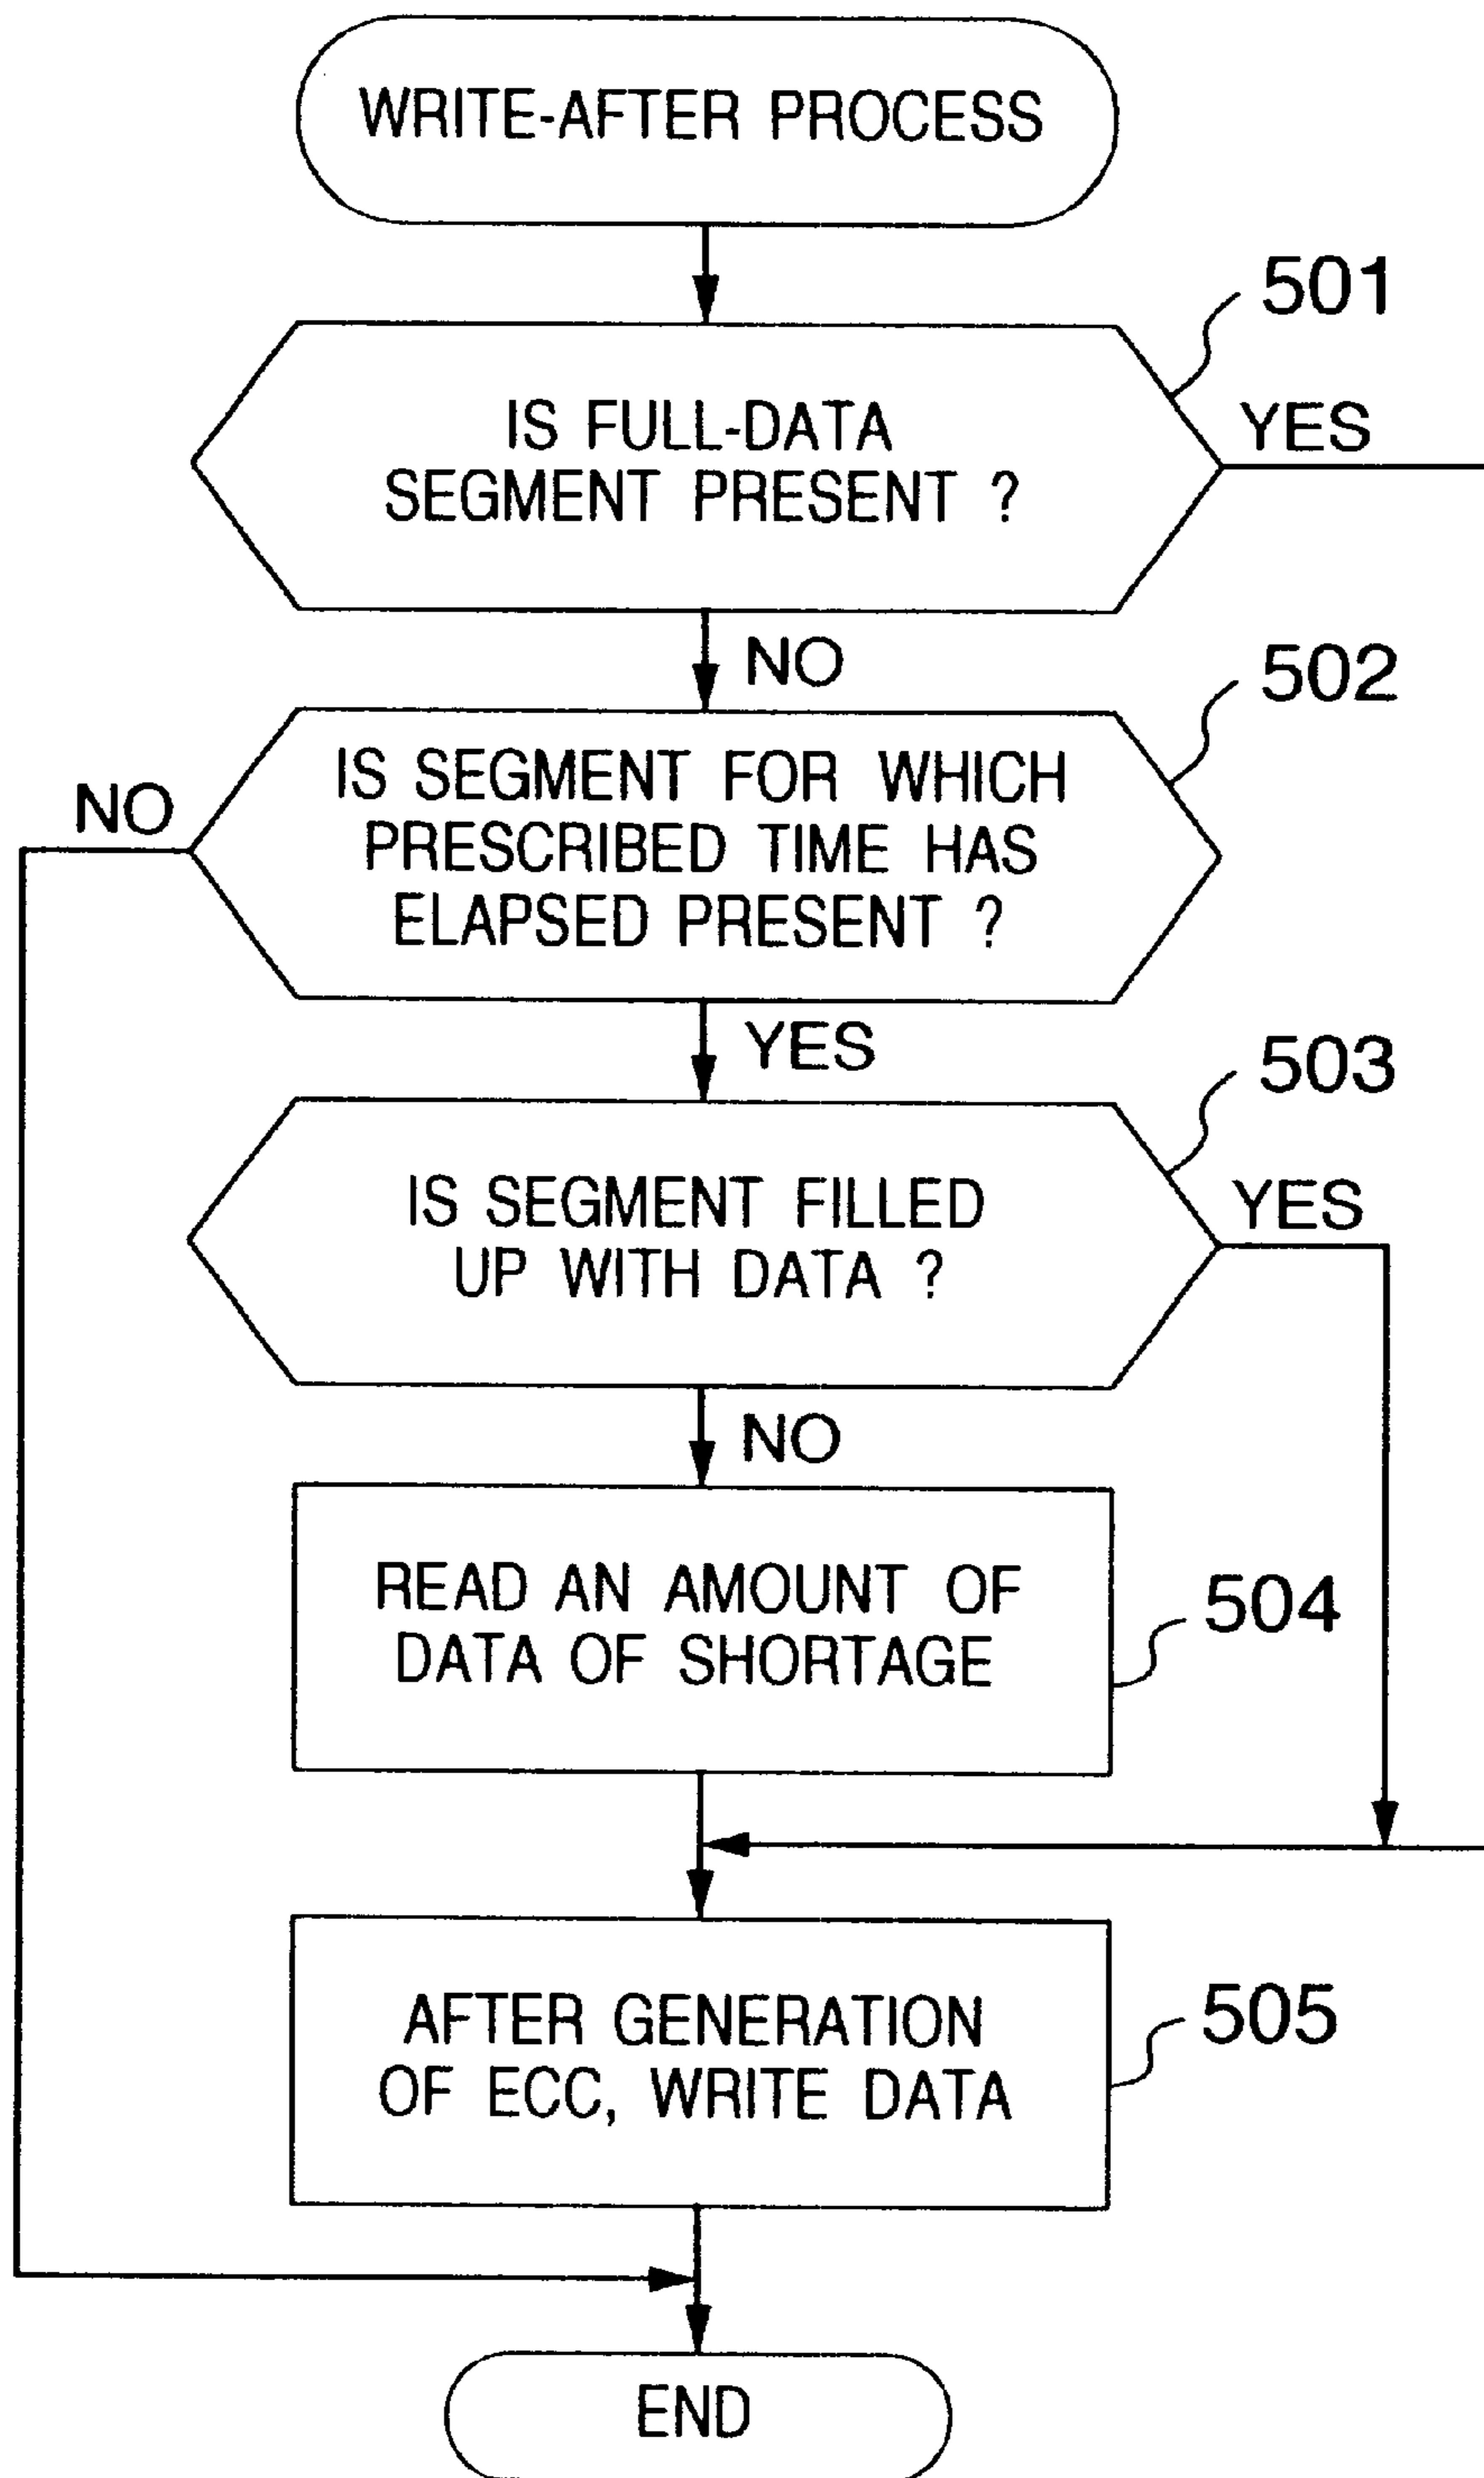 WRITE-AFTER PROCESS
501
IS FULL-DATA
SEGMENT PRESENT ?
YES
NO
502
IS SEGMENT FOR WHICH
PRESCRIBED TIME HAS
ELAPSED PRESENT ?
NO
YES
503
IS SEGMENT FILLED
UP WITH DATA ?
YES
NO
READ AN AMOUNT OF
DATA OF SHORTAGE
504
AFTER GENERATION
OF ECC, WRITE DATA
505
END